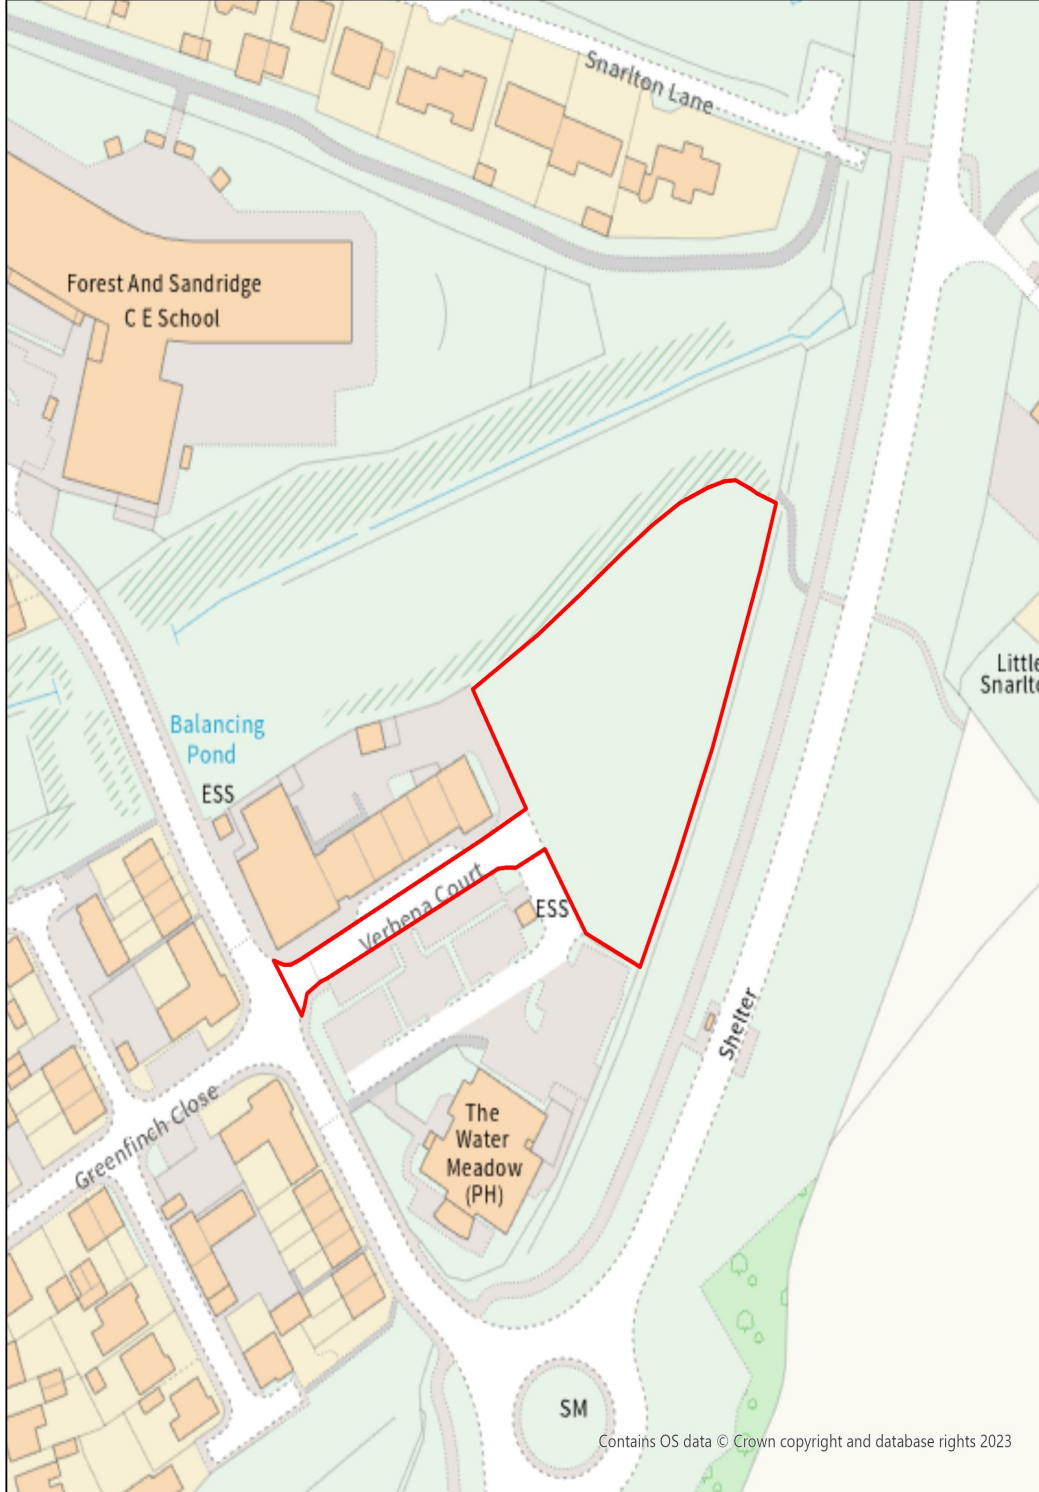 Snarlton Lane
Forest And Sandridge
C E School
Little
Snarlt
Balancing
Pond
ESS
Verbena Court
ESS
Shelter
Greenfinch Close
The
Water
Meadow
(PH)
SM
Contains OS data © Crown copyright and database rights 2023